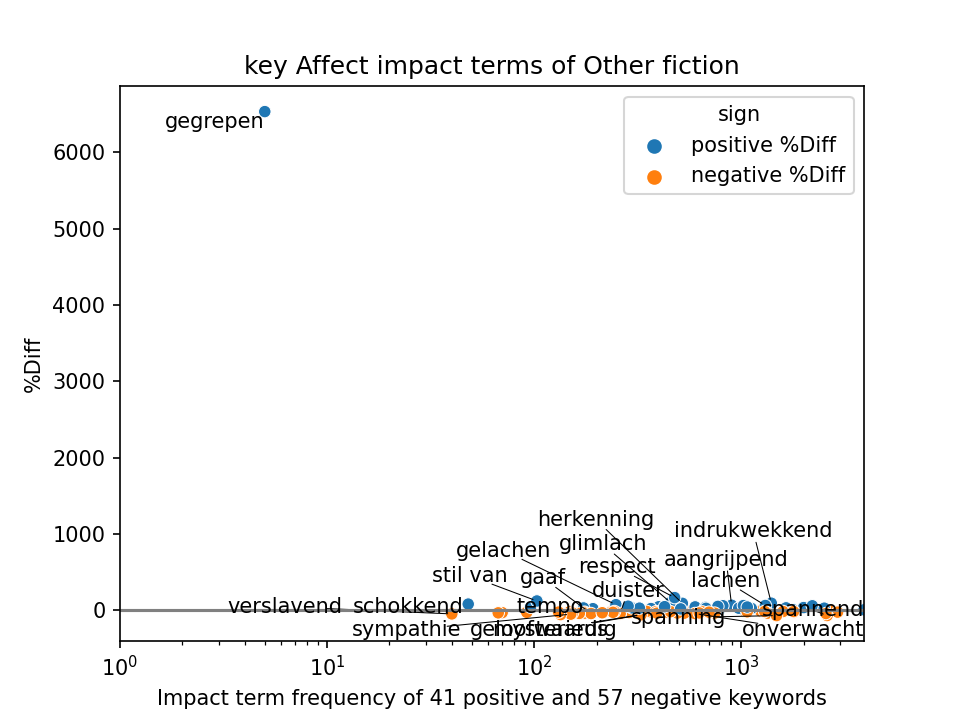 key Affect impact terms of Other fiction
gegrepen
sign
positive %Diff
negative %Diff
6000
5000
4000
3000
2000
1000
0
%Diff
herkenning
indrukwekkend
glimlach
gelachen
aangrijpend
respect
stil van
gaaf
lachen
duister
verslavend
schokkend
tempo
spannend
spanning
sympathie
onverwacht
10^0
10^1
10^2
10^3
Impact term frequency of 41 positive and 57 negative keywords